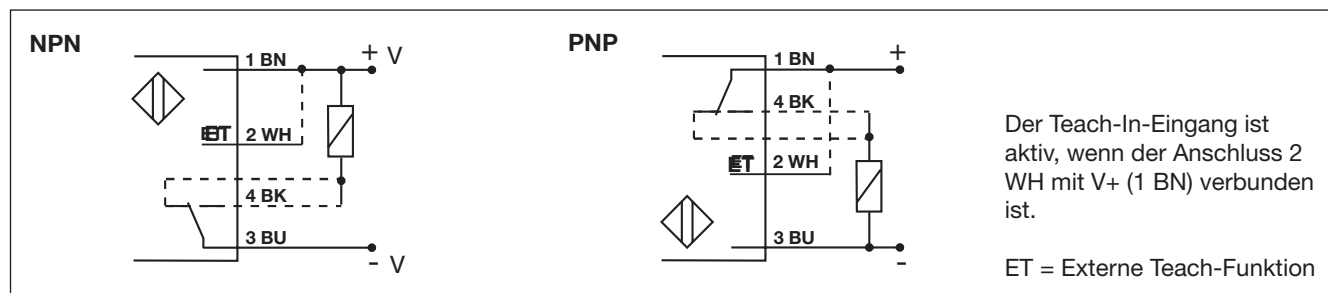 NPN
1 BN
+ V
ET
2 WH
4 BK
3 BU
- V
PNP
1 BN
+
4 BK
ET
2 WH
3 BU
-
Der Teach-In-Eingang ist
aktiv, wenn der Anschluss 2
WH mit V+ (1 BN) verbunden
ist.
ET = Externe Teach-Funktion